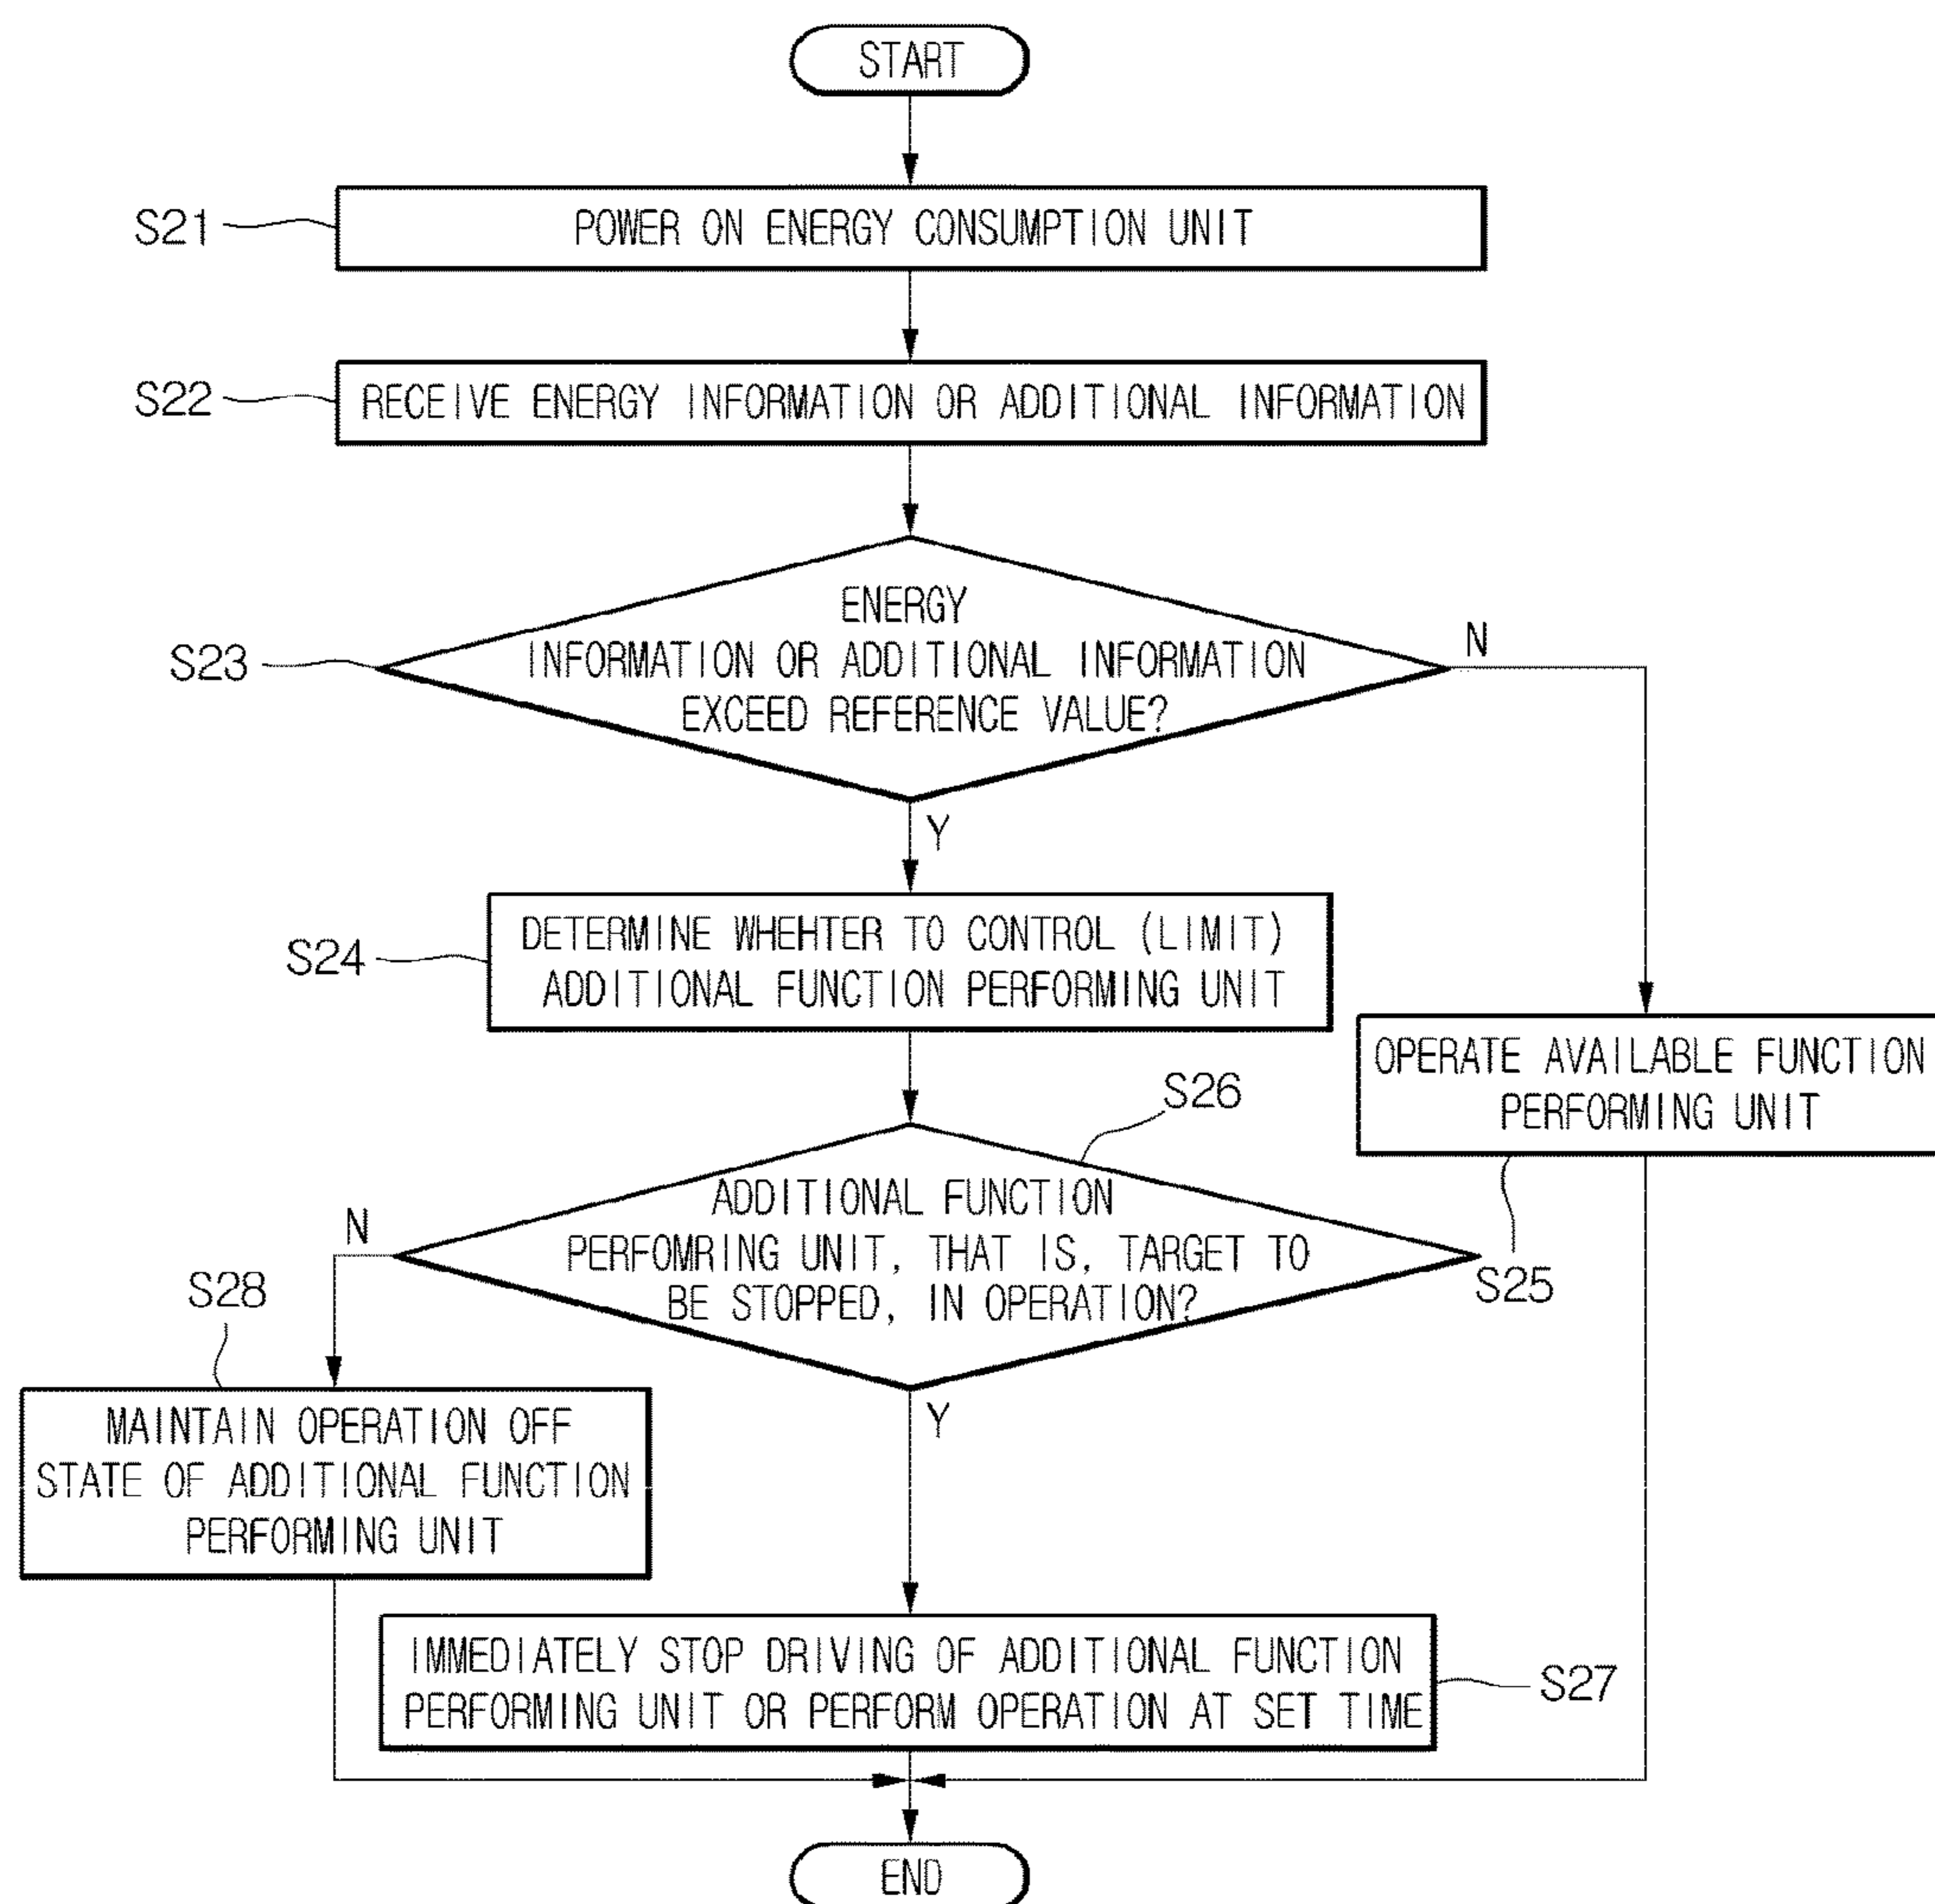 START
S21
POWER ON ENERGY CONSUMPTION UNIT
S22
RECEIVE ENERGY INFORMATION OR ADDITIONAL INFORMATION
S23
ENERGY
INFORMATION OR ADDITIONAL INFORMATION
EXCEED REFERENCE VALUE?
N
Y
S24
DETERMINE WHEHTER TO CONTROL (LIMIT)
ADDITIONAL FUNCTION PERFORMING UNIT
OPERATE AVAILABLE FUNCTION
PERFORMING UNIT
S25
S26
ADDITIONAL FUNCTION
PERFOMRING UNIT, THAT IS, TARGET TO
BE STOPPED, IN OPERATION?
N
Y
S28
MAINTAIN OPERATION OFF
STATE OF ADDITIONAL FUNCTION
PERFORMING UNIT
IMMEDIATELY STOP DRIVING OF ADDITIONAL FUNCTION
PERFORMING UNIT OR PERFORM OPERATION AT SET TIME
S27
END